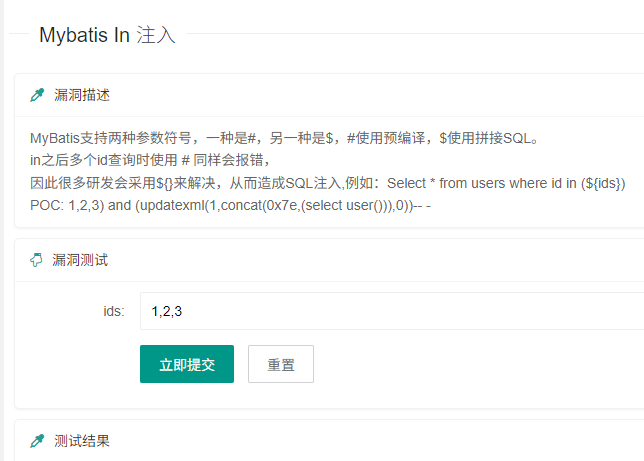 Mybatis In 注入
漏洞描述
MyBatis支持两种参数符号，一种是#，另一种是$，#使用预编译，$使用拼接SQL。
in之后多个id查询时使用 # 同样会报错，
因此很多研发会采用${}来解决，从而造成SQL注入,例如：Select * from users where id in (${ids})
POC: 1,2,3) and (updatexml(1,concat(0x7e,(select user())),0))-- -
漏洞测试
ids: 1,2,3
立即提交 重置
测试结果